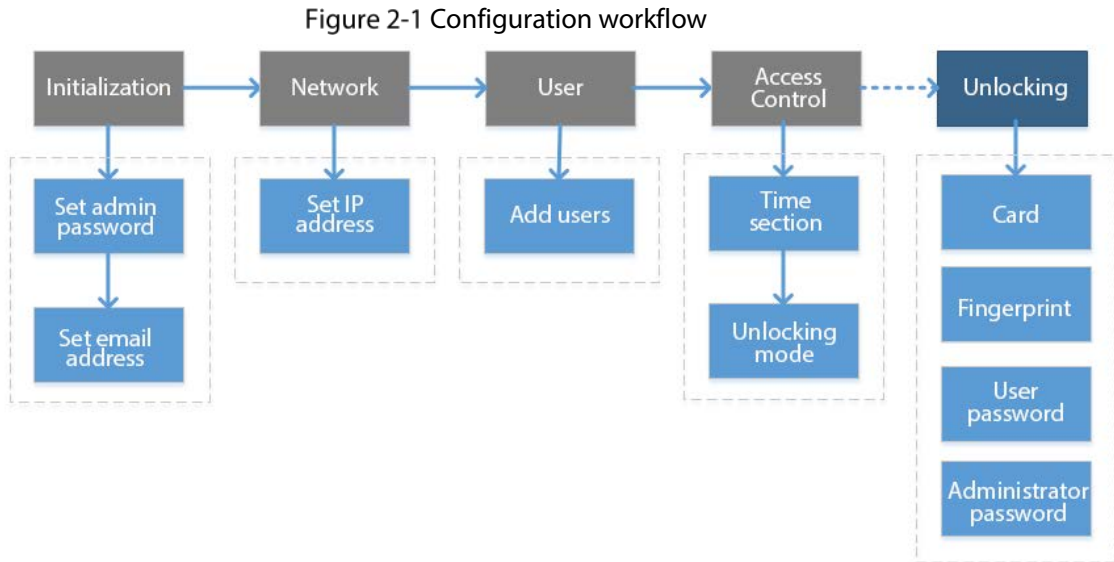 Figure 2-1 Configuration workflow
Initialization
Network
User
Access
Control
Unlocking
Set admin
password
Set email
address
Set IP
address
Add users
Time
section
Unlocking
mode
Card
Fingerprint
User
password
Administrator
password